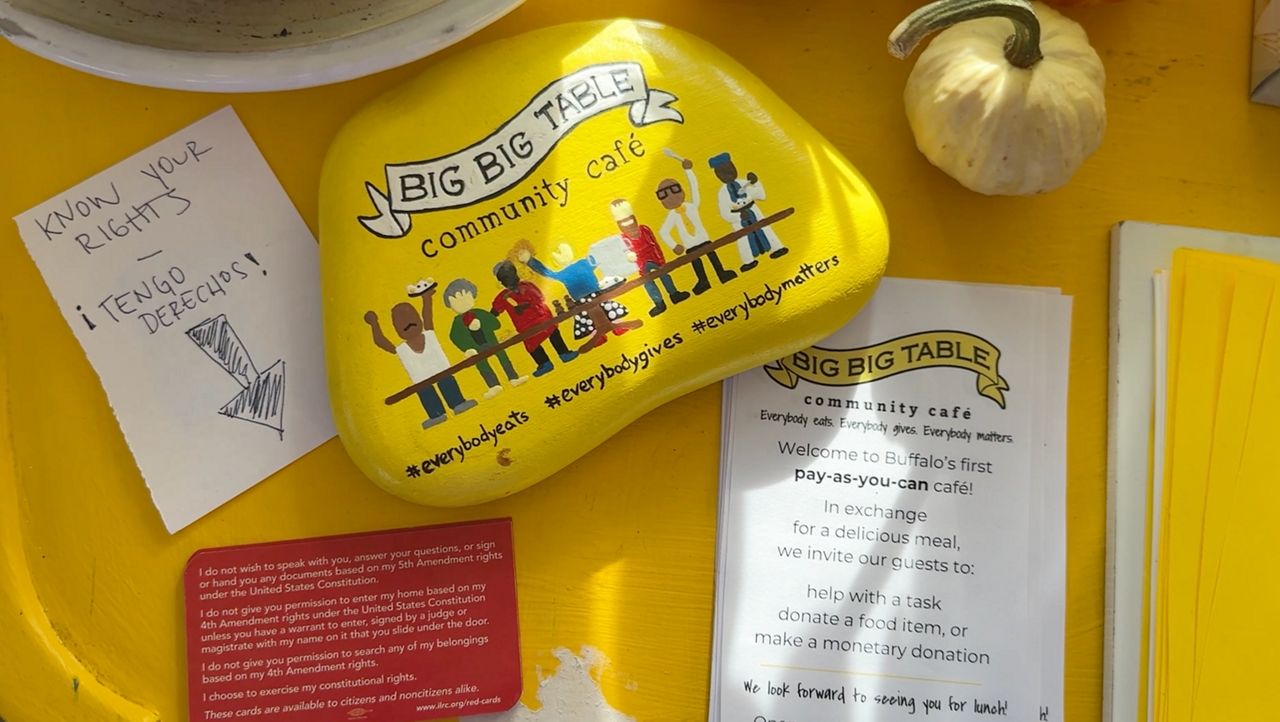 KNOW YOUR
RIGHTS
—
¡TENGO
DERECHOS!
BIG BIG TABLE
community café
#everybodyeats #everybodygives #everybodymatters
I do not wish to speak with you, answer your questions, or sign
or hand you any documents based on my 5th Amendment rights
under the United States Constitution.
I do not give you permission to enter my home based on my
4th Amendment rights under the United States Constitution
unless you have a warrant to enter, signed by a judge or
magistrate with my name on it that you slide under the door.
I do not give you permission to search any of my belongings
based on my 4th Amendment rights.
I choose to exercise my constitutional rights.
These cards are available to citizens and noncitizens alike.
www.ilrc.org/red-cards
BIG BIG TABLE
community café
Everybody eats. Everybody gives. Everybody matters.
Welcome to Buffalo's first
pay-as-you-can café!
In exchange
for a delicious meal,
we invite our guests to:
help with a task
donate a food item, or
make a monetary donation
We look forward to seeing you for lunch!
h!